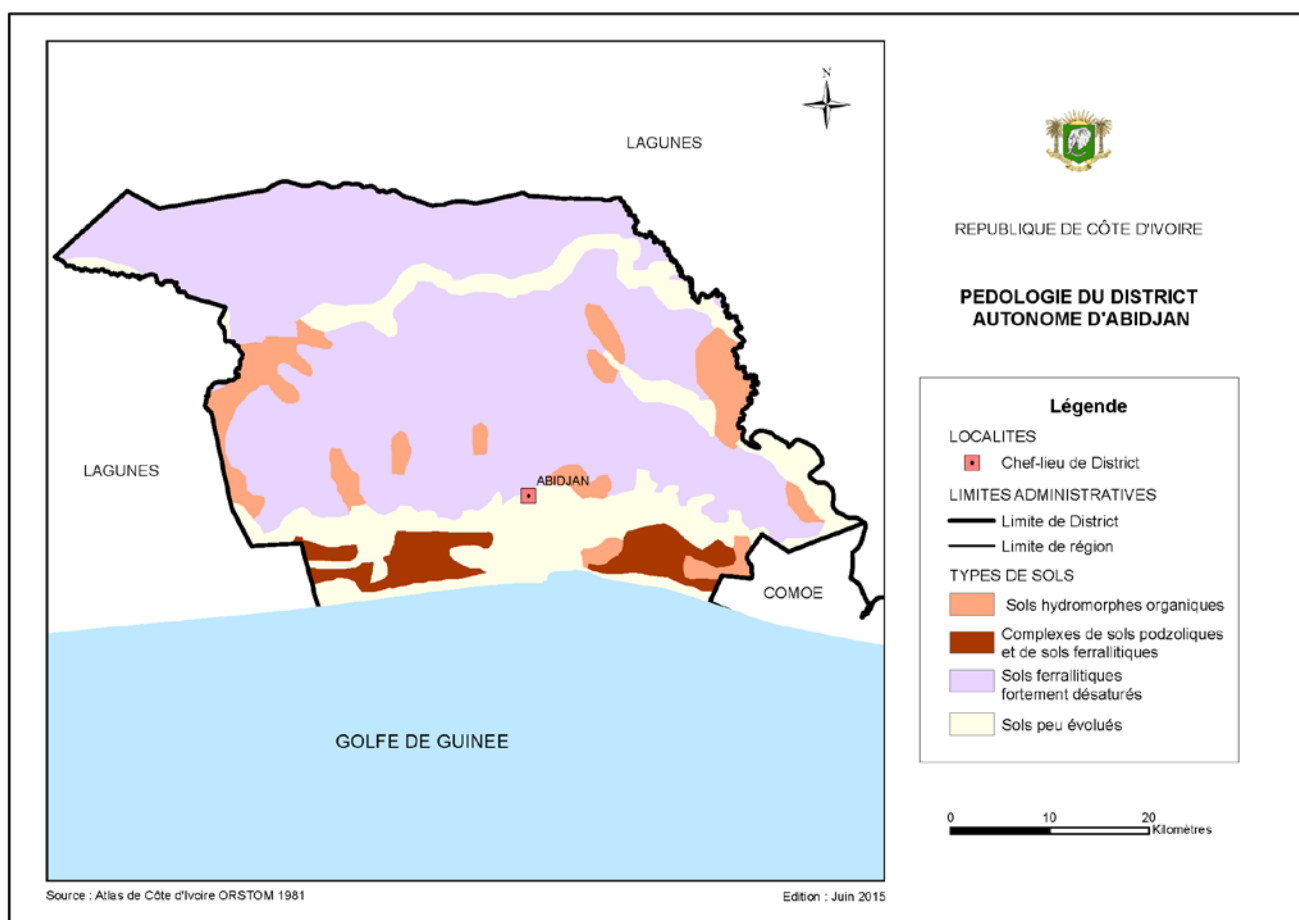 N
LAGUNES
LAGUNES
ABIDJAN
COMOE
GOLFE DE GUINEE
Source : Atlas de Côte d'Ivoire ORSTOM 1981
Edition : Juin 2015
REPUBLIQUE DE CÔTE D'IVOIRE
PEDOLOGIE DU DISTRICT
AUTONOME D'ABIDJAN
Légende
LOCALITES
Chef-lieu de District
LIMITES ADMINISTRATIVES
Limite de District
Limite de région
TYPES DE SOLS
Sols hydromorphes organiques
Complexes de sols podzoliques
et de sols ferrallitiques
Sols ferrallitiques
fortement désaturés
Sols peu évolués
0 10 20
Kilomètres